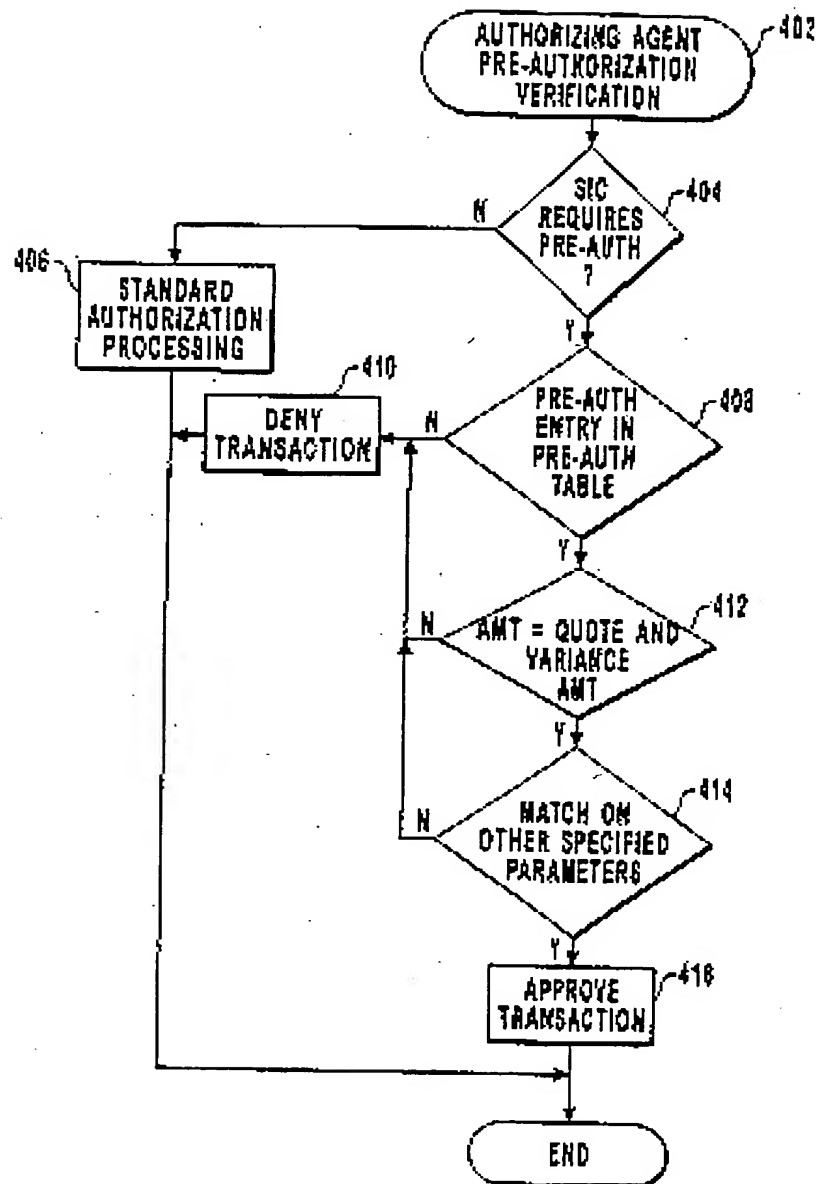 AUTHORIZING AGENT
PRE-AUTHORIZATION
VERIFICATION
402
SIC
REQUIRES
PRE-AUTH
?
404
N
Y
406
STANDARD
AUTHORIZATION
PROCESSING
410
DENY
TRANSACTION
N
PRE-AUTH
ENTRY IN
PRE-AUTH
TABLE
408
Y
N
AMT = QUOTE AND
VARIANCE
AMT
412
Y
N
MATCH ON
OTHER SPECIFIED
PARAMETERS
414
Y
APPROVE
TRANSACTION
416
END